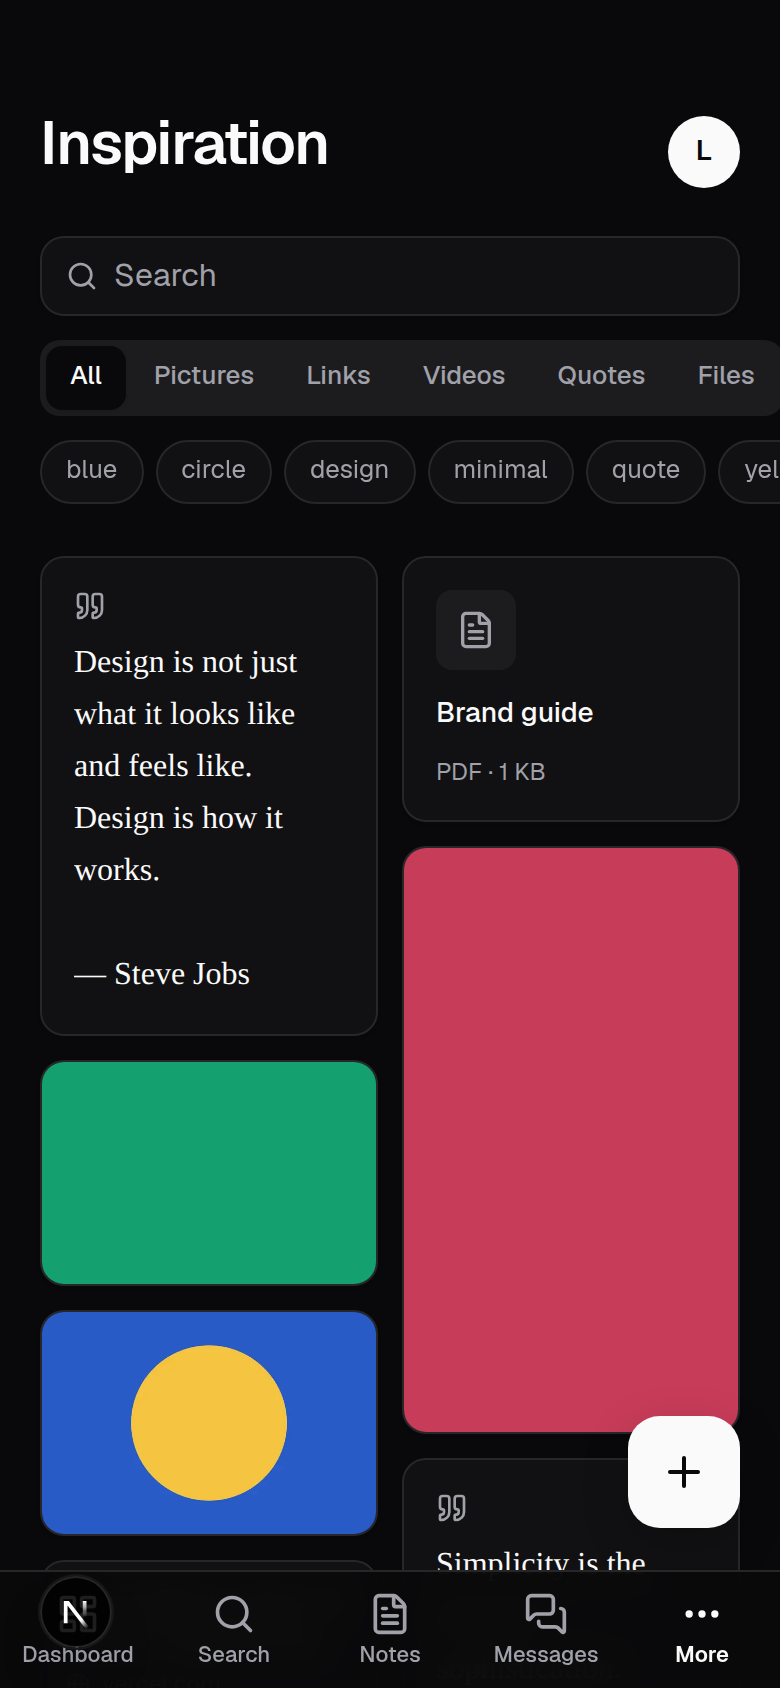 Inspiration
L
Search
All Pictures Links Videos Quotes Files
blue circle design minimal quote yel
Design is not just
what it looks like
and feels like.
Design is how it
works.
— Steve Jobs
Brand guide
PDF · 1 KB
Simplicity is the
N
Dashboard Search Notes Messages More